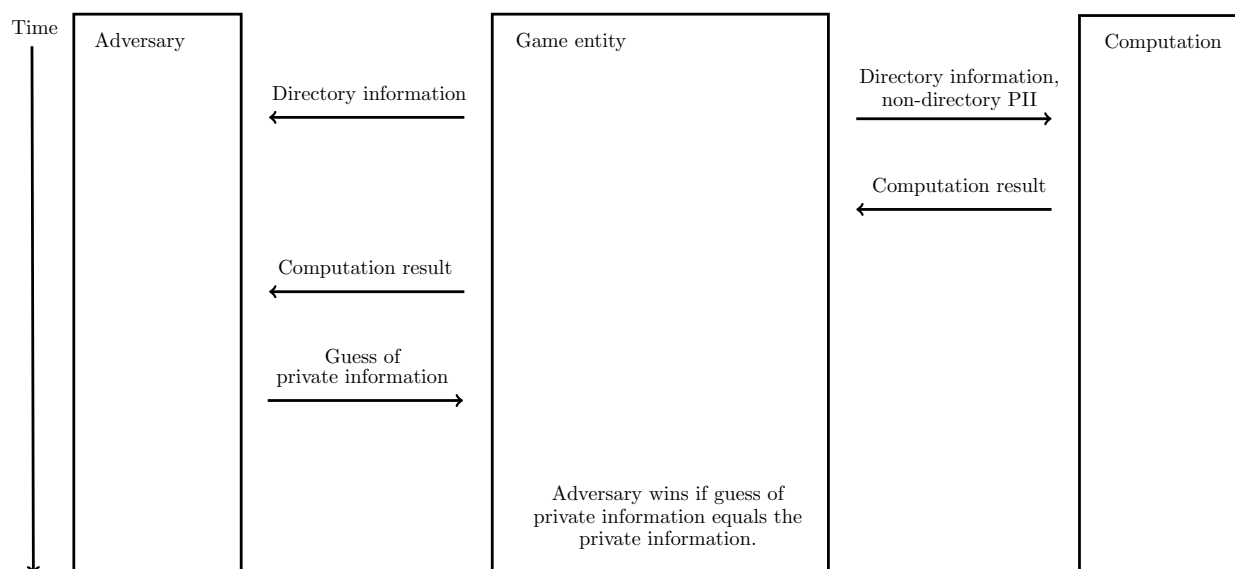 Time
Adversary
Game entity
Computation
Directory information
Directory information,
non-directory PII
Computation result
Computation result
Guess of
private information
Adversary wins if guess of
private information equals the
private information.